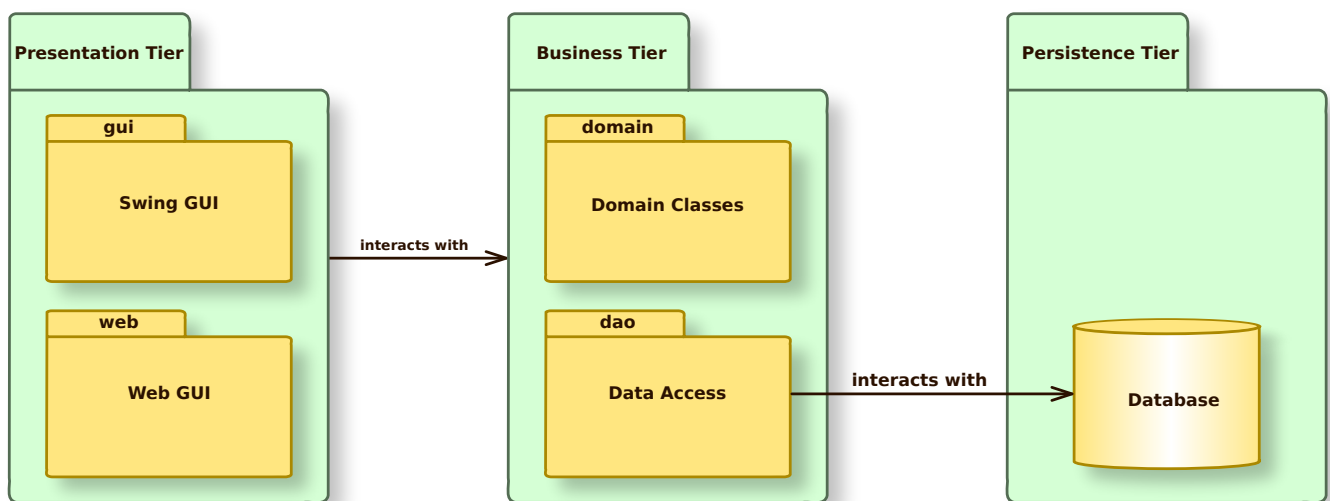 Presentation Tier
gui
Swing GUI
web
Web GUI
interacts with
Business Tier
domain
Domain Classes
dao
Data Access
interacts with
Persistence Tier
Database